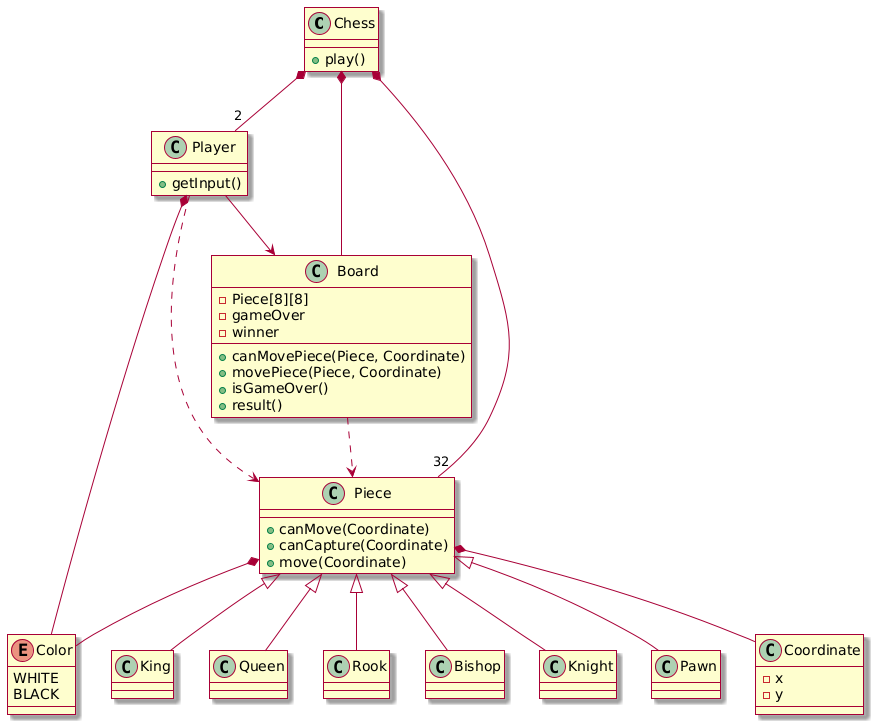 C Chess
play()
2
C Player
getInput()
C Board
Piece[8][8]
gameOver
winner
canMovePiece(Piece, Coordinate)
movePiece(Piece, Coordinate)
isGameOver()
result()
32
C Piece
canMove(Coordinate)
canCapture(Coordinate)
move(Coordinate)
E Color
WHITE
BLACK
C King
C Queen
C Rook
C Bishop
C Knight
C Pawn
C Coordinate
x
y